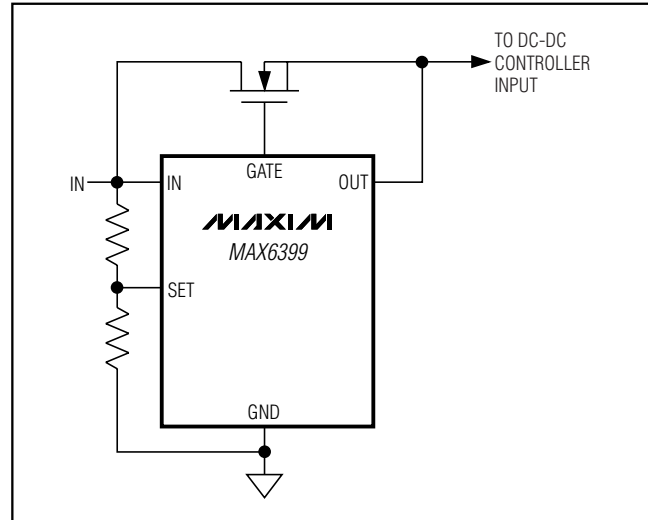 TO DC-DC
CONTROLLER
INPUT
GATE
IN
IN
OUT
MAXIM
MAX6399
SET
GND